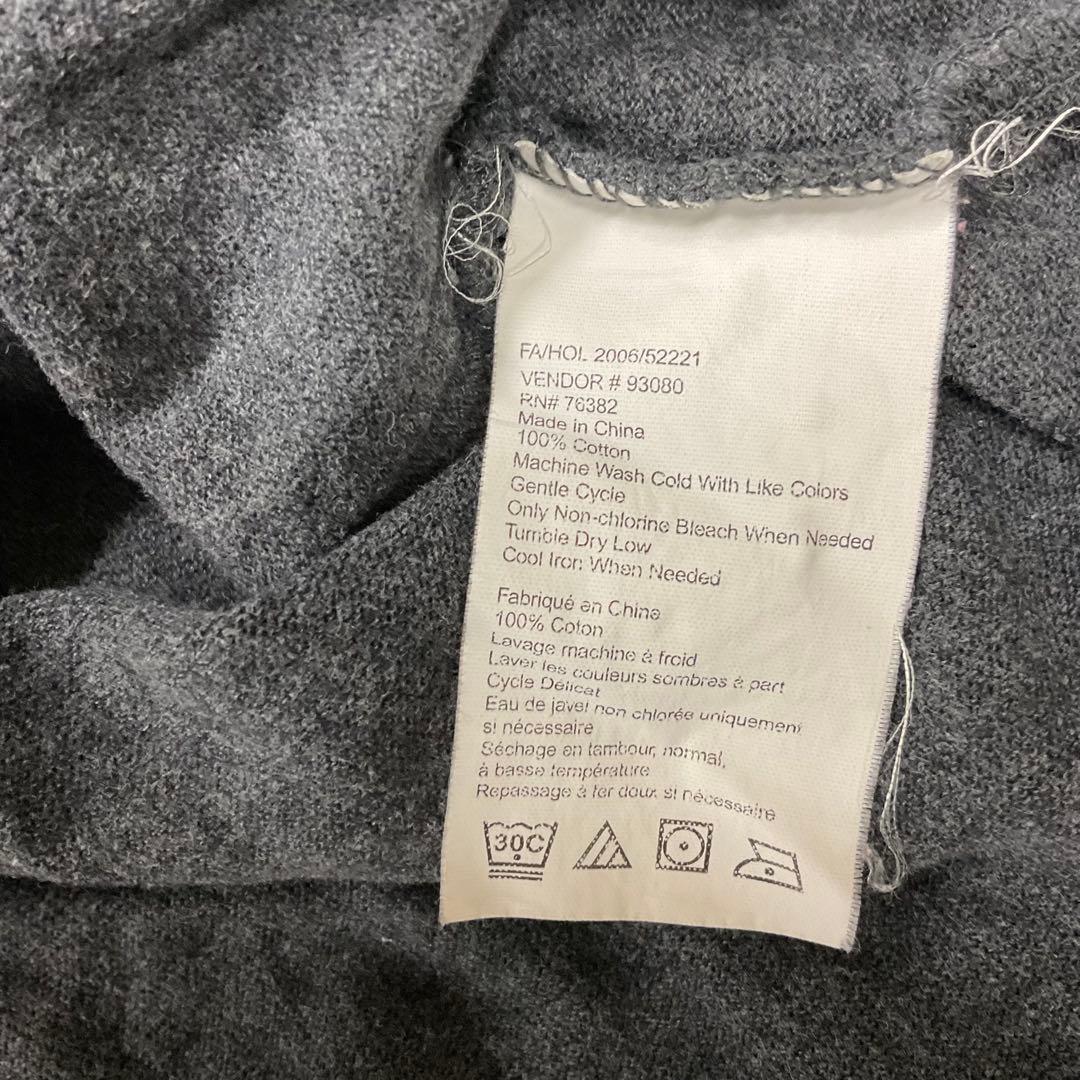 FA/HOL 2006/52221
VENDOR # 93080
RN# 76382
Made in China
100% Cotton
Machine Wash Cold With Like Colors
Gentle Cycle
Only Non-chlorine Bleach When Needed
Tumble Dry Low
Cool Iron When Needed
Fabriqué en Chine
100% Coton
Lavage machine à froid
Laver les couleurs sombres à part
Cycle Délicat
Eau de javel non chlorée uniquement
si nécessaire
Séchage en tambour, normal,
à basse température
Repassage à fer doux si nécessaire
30C